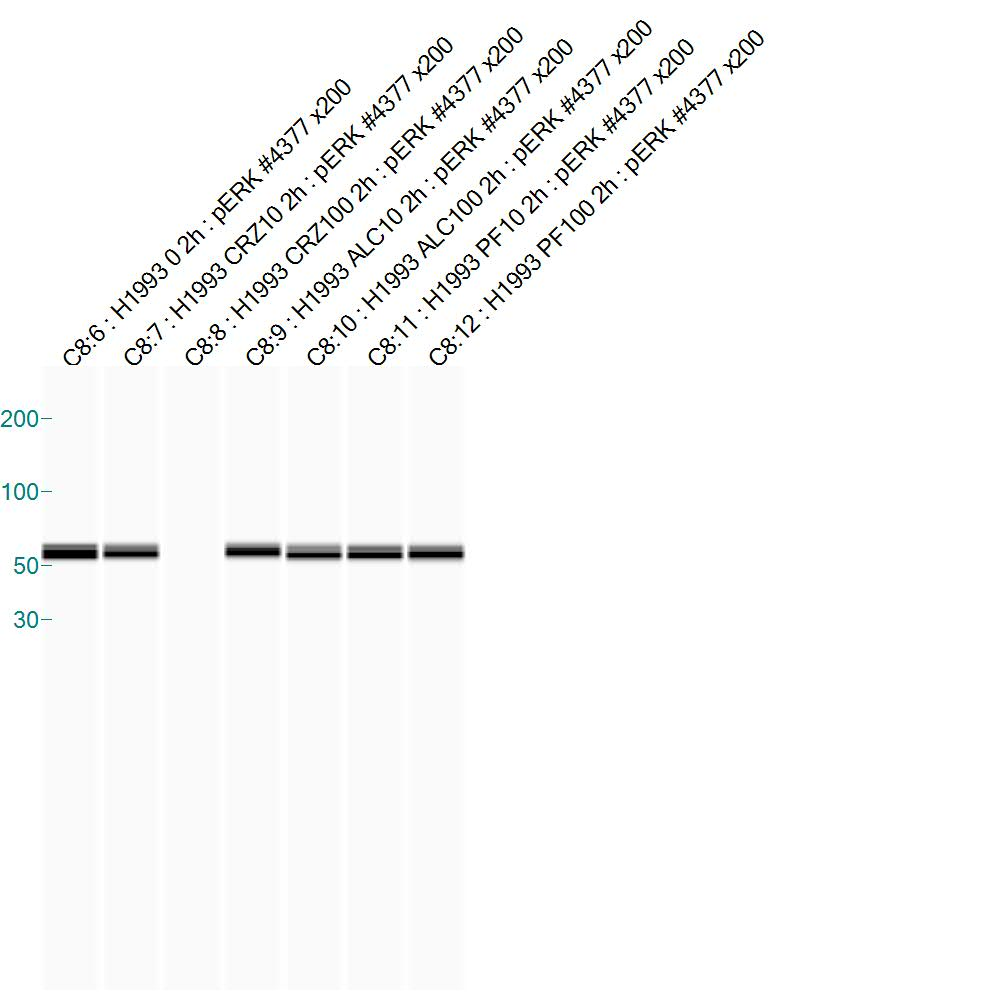 C8:6 : H1993 0 2h : pERK #4377 x200
C8:7 : H1993 CRZ10 2h : pERK #4377 x200
C8:8 : H1993 CRZ100 2h : pERK #4377 x200
C8:9 : H1993 ALC10 2h : pERK #4377 x200
C8:10 : H1993 ALC100 2h : pERK #4377 x200
C8:11 : H1993 PF10 2h : pERK #4377 x200
C8:12 : H1993 PF100 2h : pERK #4377 x200
200
100
50
30